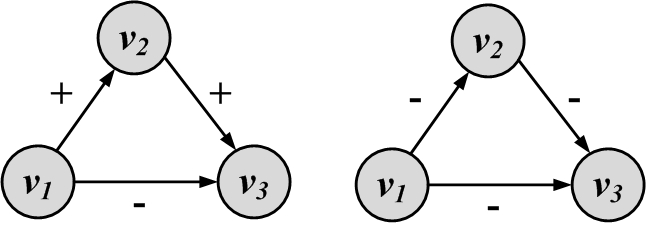 v2 v2
+ + - -
v1 v3 v1 v3
- -